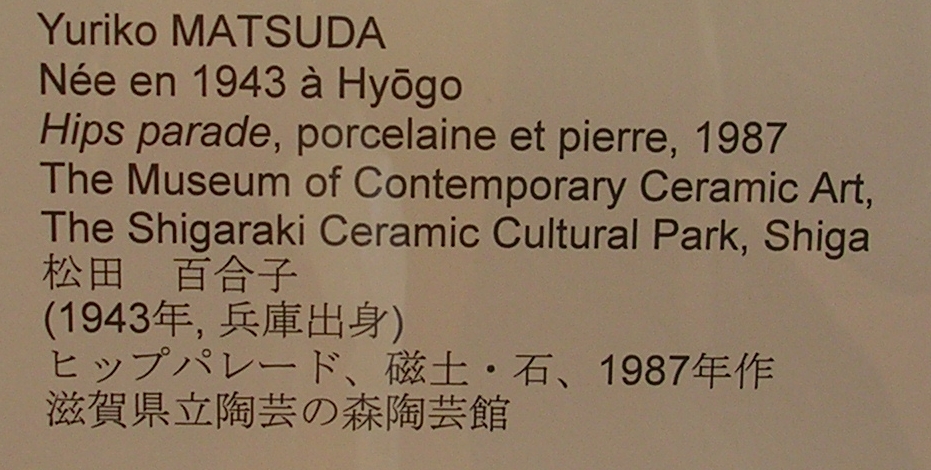 Yuriko MATSUDA
Née en 1943 à Hyōgo
Hips parade, porcelaine et pierre, 1987
The Museum of Contemporary Ceramic Art,
The Shigaraki Ceramic Cultural Park, Shiga
松田　百合子
(1943年, 兵庫出身)
ヒップパレード、磁土・石、1987年作
滋賀県立陶芸の森陶芸館